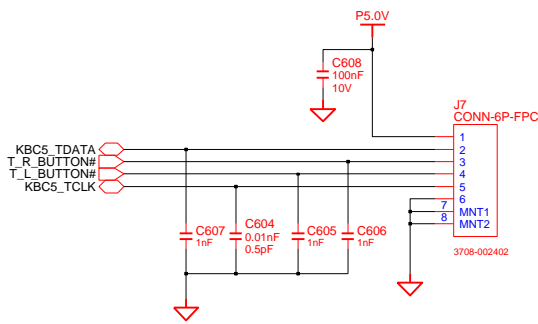 P5.0V
C608
100nF
10V
J7
CONN-6P-FPC
KBC5_TDATA
T_R_BUTTON#
T_L_BUTTON#
KBC5_TCLK
1
2
3
4
5
6
7
MNT1
8
MNT2
3708-002402
C607
1nF
C604
0.01nF
0.5pF
C605
1nF
C606
1nF